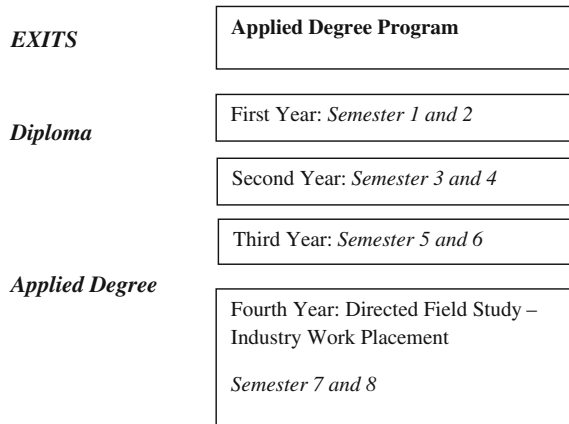 EXITS
Applied Degree Program
Diploma
First Year: Semester 1 and 2
Second Year: Semester 3 and 4
Third Year: Semester 5 and 6
Applied Degree
Fourth Year: Directed Field Study –
Industry Work Placement
Semester 7 and 8